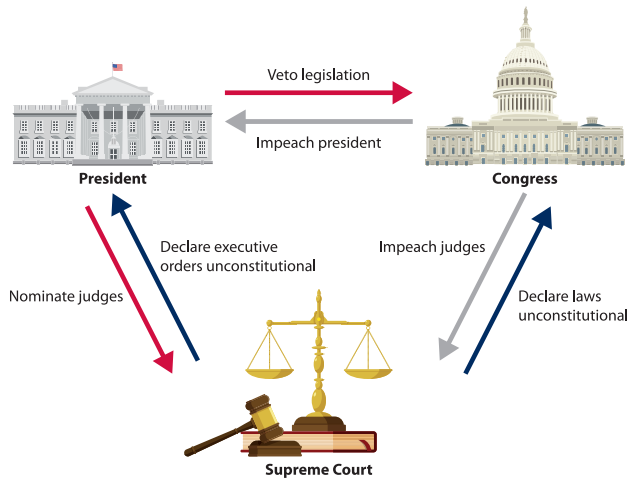 Veto legislation
Impeach president
President
Congress
Declare executive
orders unconstitutional
Impeach judges
Nominate judges
Declare laws
unconstitutional
Supreme Court